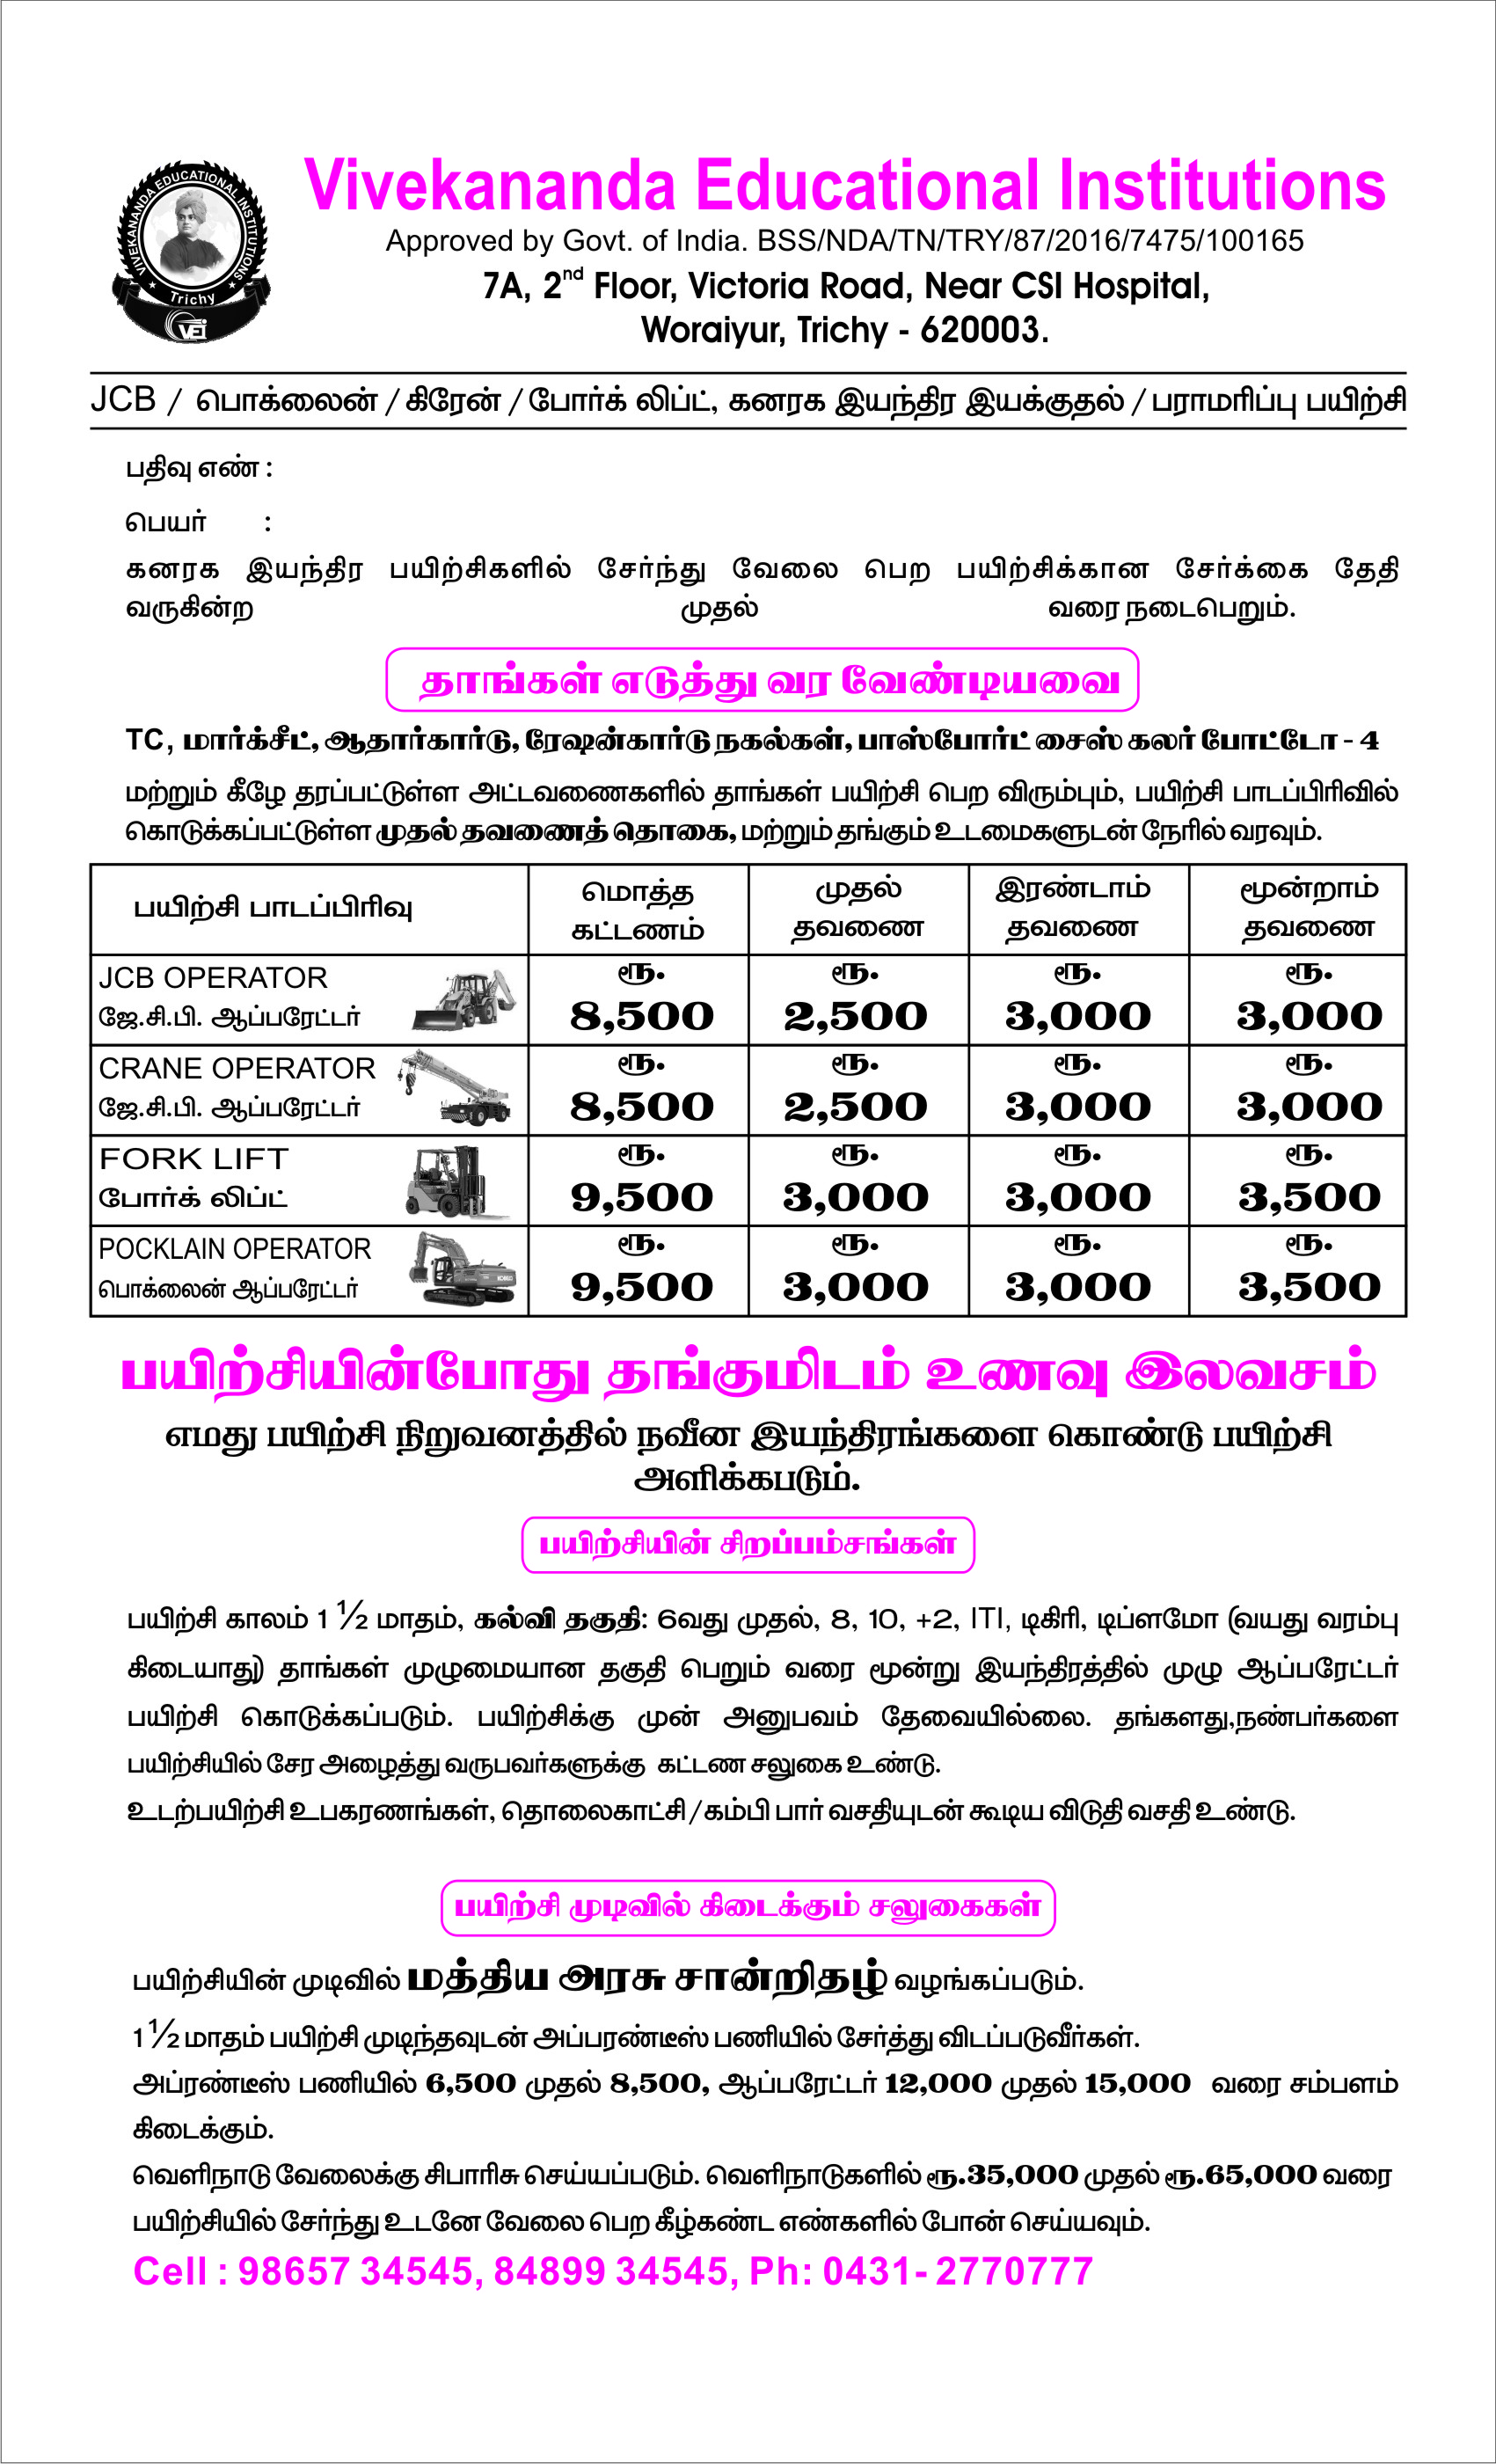 VIVEKANANDA EDUCATIONAL INSTITUTIONS
Trichy
VEI
Vivekananda Educational Institutions
Approved by Govt. of India. BSS/NDA/TN/TRY/87/2016/7475/100165
7A, 2nd Floor, Victoria Road, Near CSI Hospital,
Woraiyur, Trichy - 620003.
JCB / பொக்லைன் / கிரேன் / போர்க் லிப்ட், கனரக இயந்திர இயக்குதல் / பராமரிப்பு பயிற்சி
பதிவு எண் :
பெயர் :
கனரக இயந்திர பயிற்சிகளில் சேர்ந்து வேலை பெற பயிற்சிக்கான சேர்க்கை தேதி
வருகின்ற முதல் வரை நடைபெறும்.
தாங்கள் எடுத்து வர வேண்டியவை
TC, மார்க்சீட், ஆதார்கார்டு, ரேஷன்கார்டு நகல்கள், பாஸ்போர்ட் சைஸ் கலர் போட்டோ - 4
மற்றும் கீழே தரப்பட்டுள்ள அட்டவணைகளில் தாங்கள் பயிற்சி பெற விரும்பும், பயிற்சி பாடப்பிரிவில்
கொடுக்கப்பட்டுள்ள முதல் தவணைத் தொகை, மற்றும் தங்கும் உடமைகளுடன் நேரில் வரவும்.
பயிற்சி பாடப்பிரிவு மொத்த கட்டணம் முதல் தவணை இரண்டாம் தவணை மூன்றாம் தவணை
JCB OPERATOR ரூ. ரூ. ரூ. ரூ.
ஜே.சி.பி. ஆப்பரேட்டர் 8,500 2,500 3,000 3,000
CRANE OPERATOR ரூ. ரூ. ரூ. ரூ.
ஜே.சி.பி. ஆப்பரேட்டர் 8,500 2,500 3,000 3,000
FORK LIFT ரூ. ரூ. ரூ. ரூ.
போர்க் லிப்ட் 9,500 3,000 3,000 3,500
POCKLAIN OPERATOR ரூ. ரூ. ரூ. ரூ.
பொக்லைன் ஆப்பரேட்டர் 9,500 3,000 3,000 3,500
பயிற்சியின்போது தங்குமிடம் உணவு இலவசம்
எமது பயிற்சி நிறுவனத்தில் நவீன இயந்திரங்களை கொண்டு பயிற்சி
அளிக்கபடும்.
பயிற்சியின் சிறப்பம்சங்கள்
பயிற்சி காலம் 1 ½ மாதம், கல்வி தகுதி: 6வது முதல், 8, 10, +2, ITI, டிகிரி, டிப்ளமோ (வயது வரம்பு
கிடையாது) தாங்கள் முழுமையான தகுதி பெறும் வரை மூன்று இயந்திரத்தில் முழு ஆப்பரேட்டர்
பயிற்சி கொடுக்கப்படும். பயிற்சிக்கு முன் அனுபவம் தேவையில்லை. தங்களது,நண்பர்களை
பயிற்சியில் சேர அழைத்து வருபவர்களுக்கு கட்டண சலுகை உண்டு.
உடற்பயிற்சி உபகரணங்கள், தொலைகாட்சி / கம்பி பார் வசதியுடன் கூடிய விடுதி வசதி உண்டு.
பயிற்சி முடிவில் கிடைக்கும் சலுகைகள்
பயிற்சியின் முடிவில் மத்திய அரசு சான்றிதழ் வழங்கப்படும்.
1 ½ மாதம் பயிற்சி முடிந்தவுடன் அப்பரண்டீஸ் பணியில் சேர்த்து விடப்படுவீர்கள்.
அப்ரண்டீஸ் பணியில் 6,500 முதல் 8,500, ஆப்பரேட்டர் 12,000 முதல் 15,000 வரை சம்பளம்
கிடைக்கும்.
வெளிநாடு வேலைக்கு சிபாரிசு செய்யப்படும். வெளிநாடுகளில் ரூ.35,000 முதல் ரூ.65,000 வரை
பயிற்சியில் சேர்ந்து உடனே வேலை பெற கீழ்கண்ட எண்களில் போன் செய்யவும்.
Cell : 98657 34545, 84899 34545, Ph: 0431- 2770777